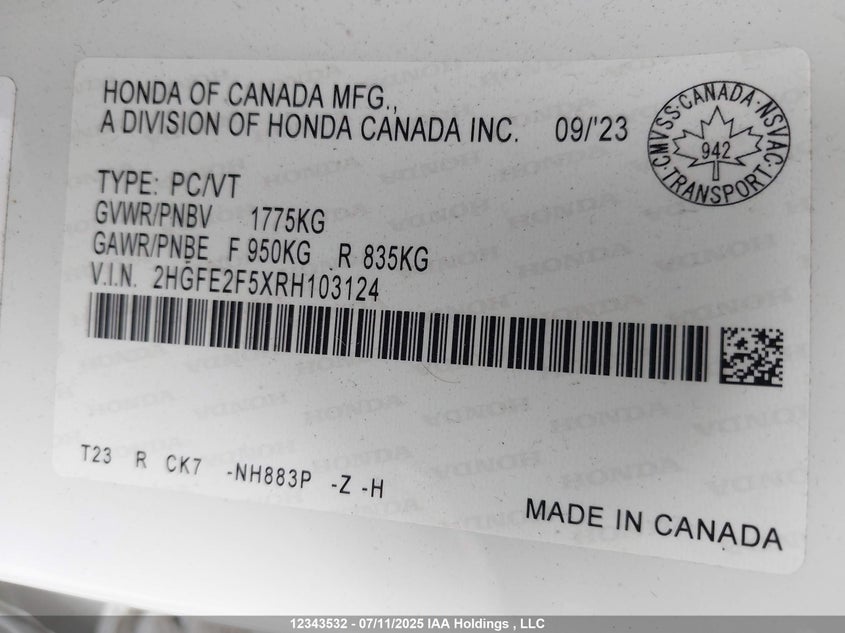 HONDA OF CANADA MFG.,
A DIVISION OF HONDA CANADA INC. 09/'23
CMVSS·CANADA·NSVAC
942
·TRANSPORT·
TYPE: PC/VT
GVWR/PNBV 1775KG
GAWR/PNBE F 950KG R 835KG
V.I.N. 2HGFE2F5XRH103124
T23 R CK7 -NH883P -Z -H
MADE IN CANADA
12343532 - 07/11/2025 IAA Holdings , LLC